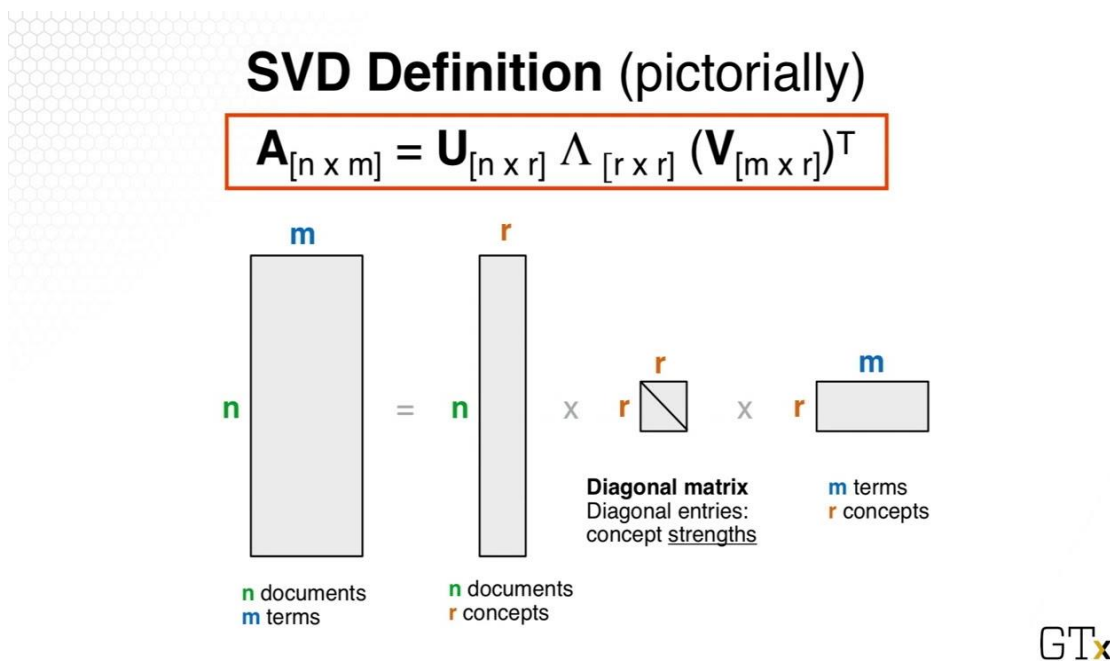 SVD Definition (pictorially)
A[n x m] = U[n x r] Λ [r x r] (V[m x r])T
m
r
n
=
n
x
r
r
x
r
m
Diagonal matrix
Diagonal entries:
concept strengths
m terms
r concepts
n documents
m terms
n documents
r concepts
GTx